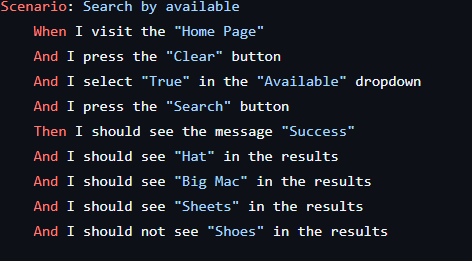 Scenario: Search by available
When I visit the "Home Page"
And I press the "Clear" button
And I select "True" in the "Available" dropdown
And I press the "Search" button
Then I should see the message "Success"
And I should see "Hat" in the results
And I should see "Big Mac" in the results
And I should see "Sheets" in the results
And I should not see "Shoes" in the results